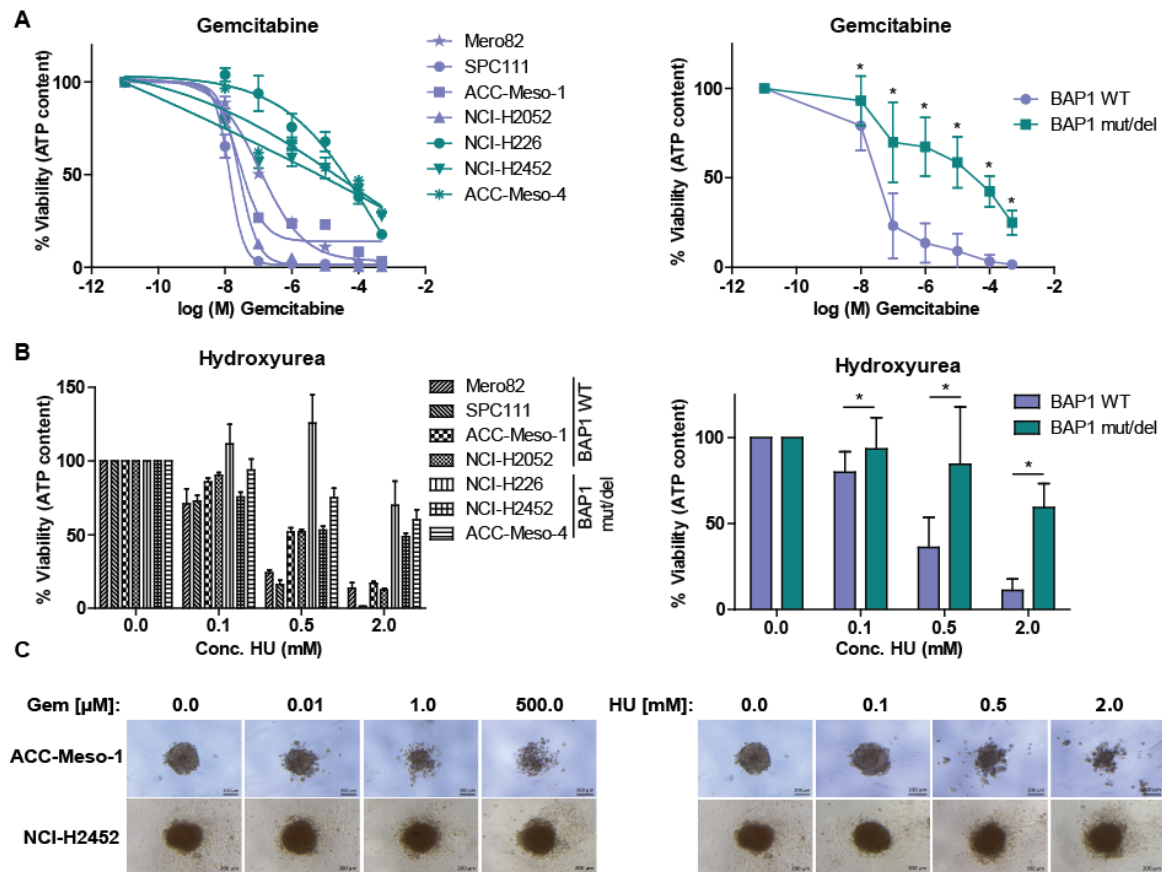 A
Gemcitabine
% Viability (ATP content)
100
50
0
-12 -10 -8 -6 -4 -2
log (M) Gemcitabine
Mero82
SPC111
ACC-Meso-1
NCI-H2052
NCI-H226
NCI-H2452
ACC-Meso-4
Gemcitabine
% Viability (ATP content)
100
50
0
* * * * * * *
-12 -10 -8 -6 -4 -2
log (M) Gemcitabine
BAP1 WT
BAP1 mut/del
B
Hydroxyurea
% Viability (ATP content)
150
100
50
0
0.0 0.1 0.5 2.0
Conc. HU (mM)
Mero82
SPC111
ACC-Meso-1
NCI-H2052
NCI-H226
NCI-H2452
ACC-Meso-4
BAP1 WT
BAP1
mut/del
Hydroxyurea
% Viability (ATP content)
100
50
0
* * *
0.0 0.1 0.5 2.0
Conc. HU (mM)
BAP1 WT
BAP1 mut/del
C
Gem [µM]: 0.0 0.01 1.0 500.0
HU [mM]: 0.0 0.1 0.5 2.0
ACC-Meso-1
NCI-H2452